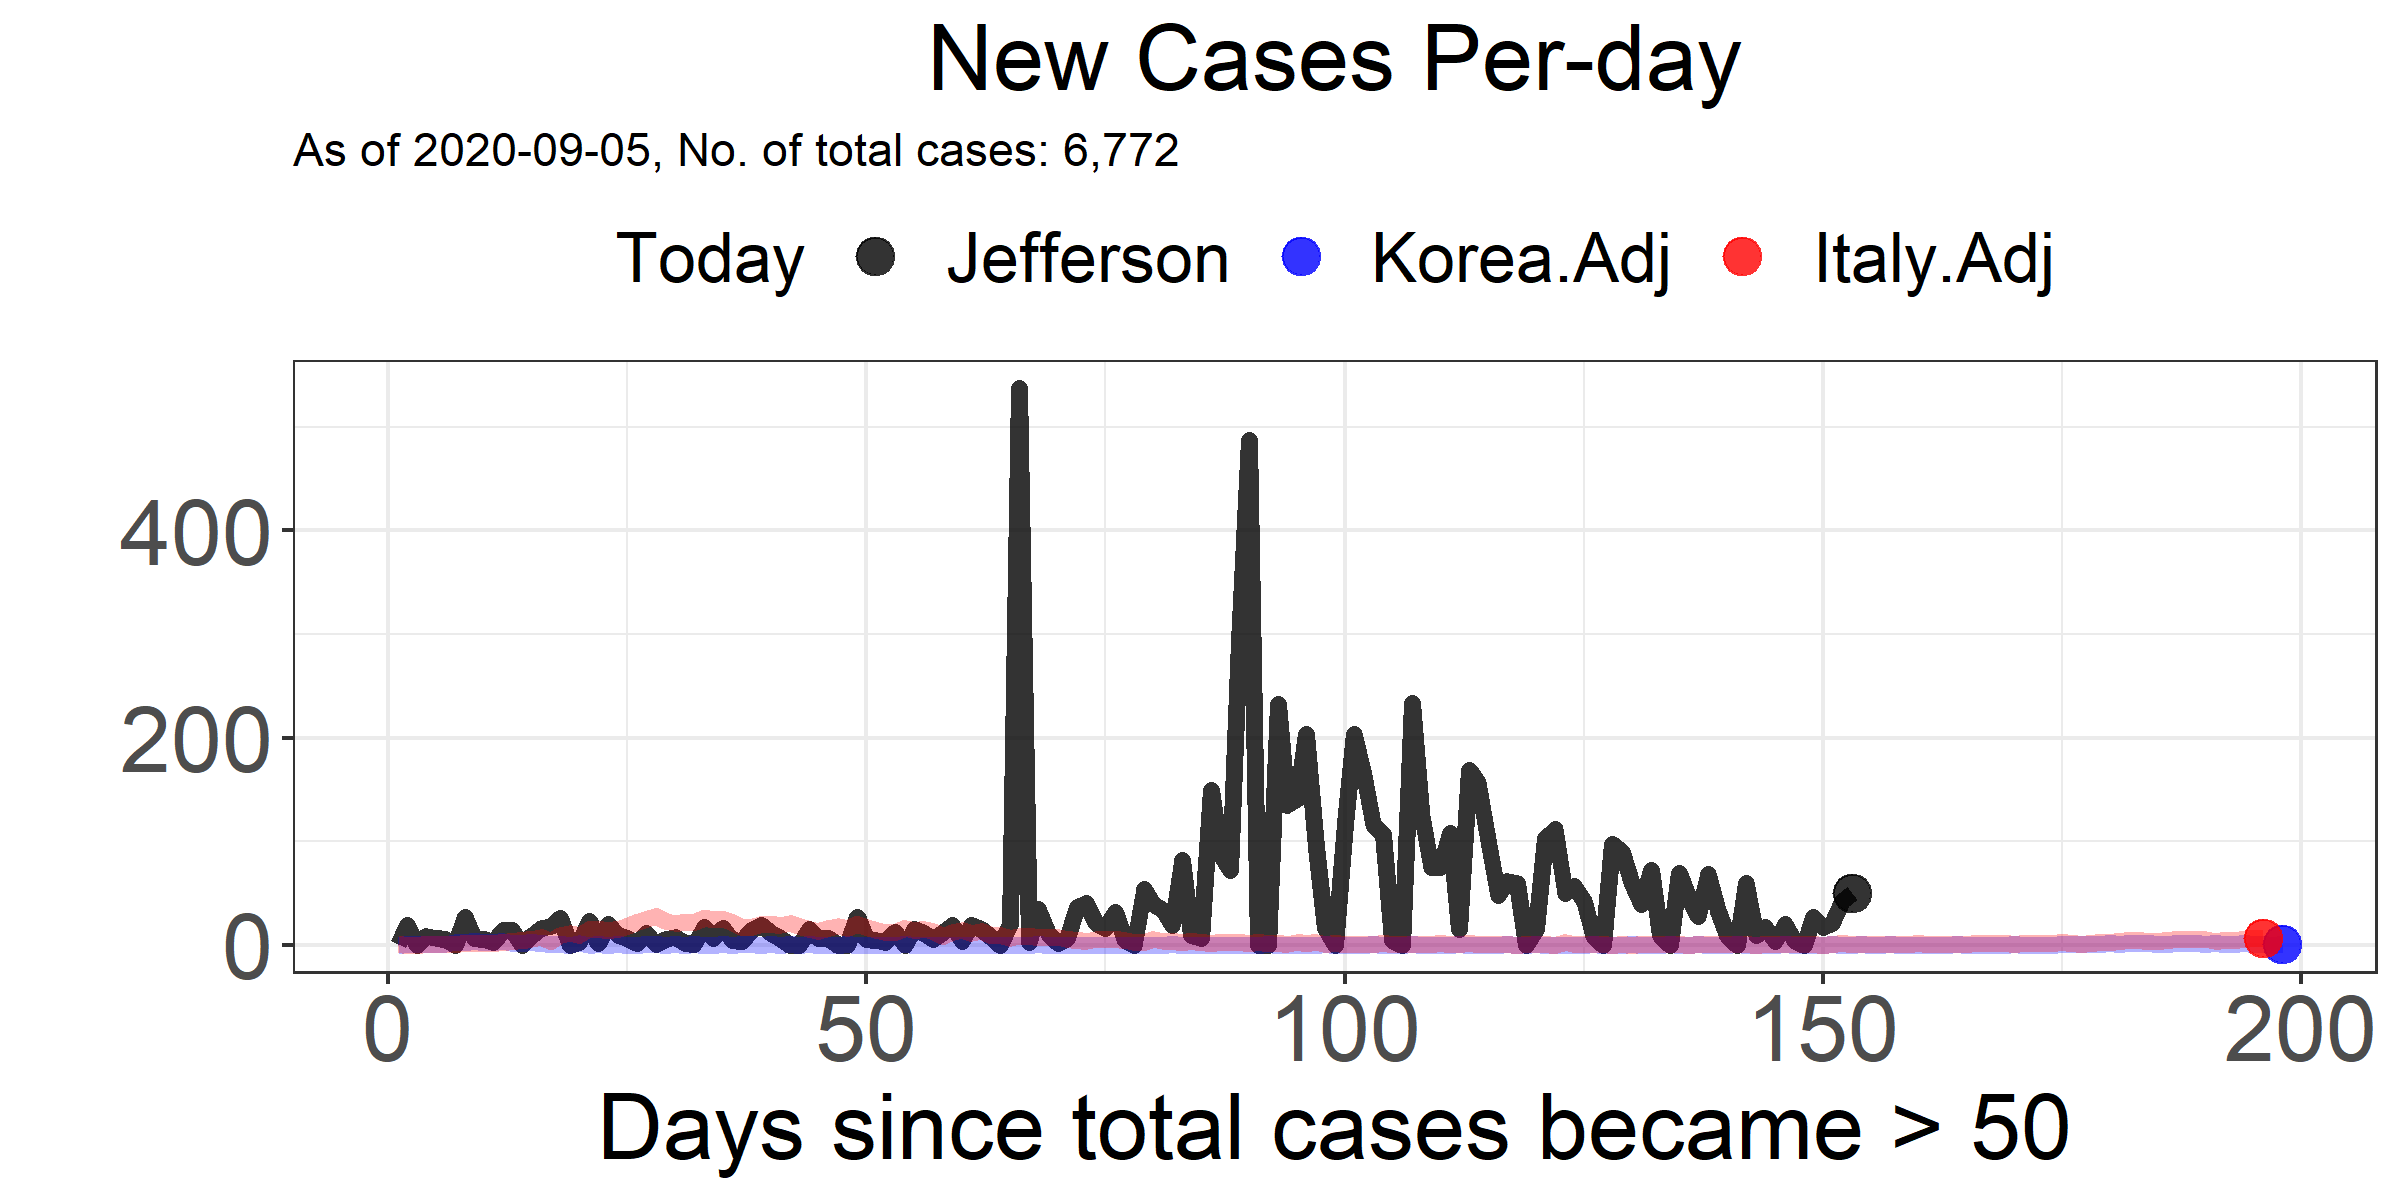 New Cases Per-day
As of 2020-09-05, No. of total cases: 6,772
Today Jefferson Korea.Adj Italy.Adj
400
200
0
0 50 100 150 200
Days since total cases became > 50